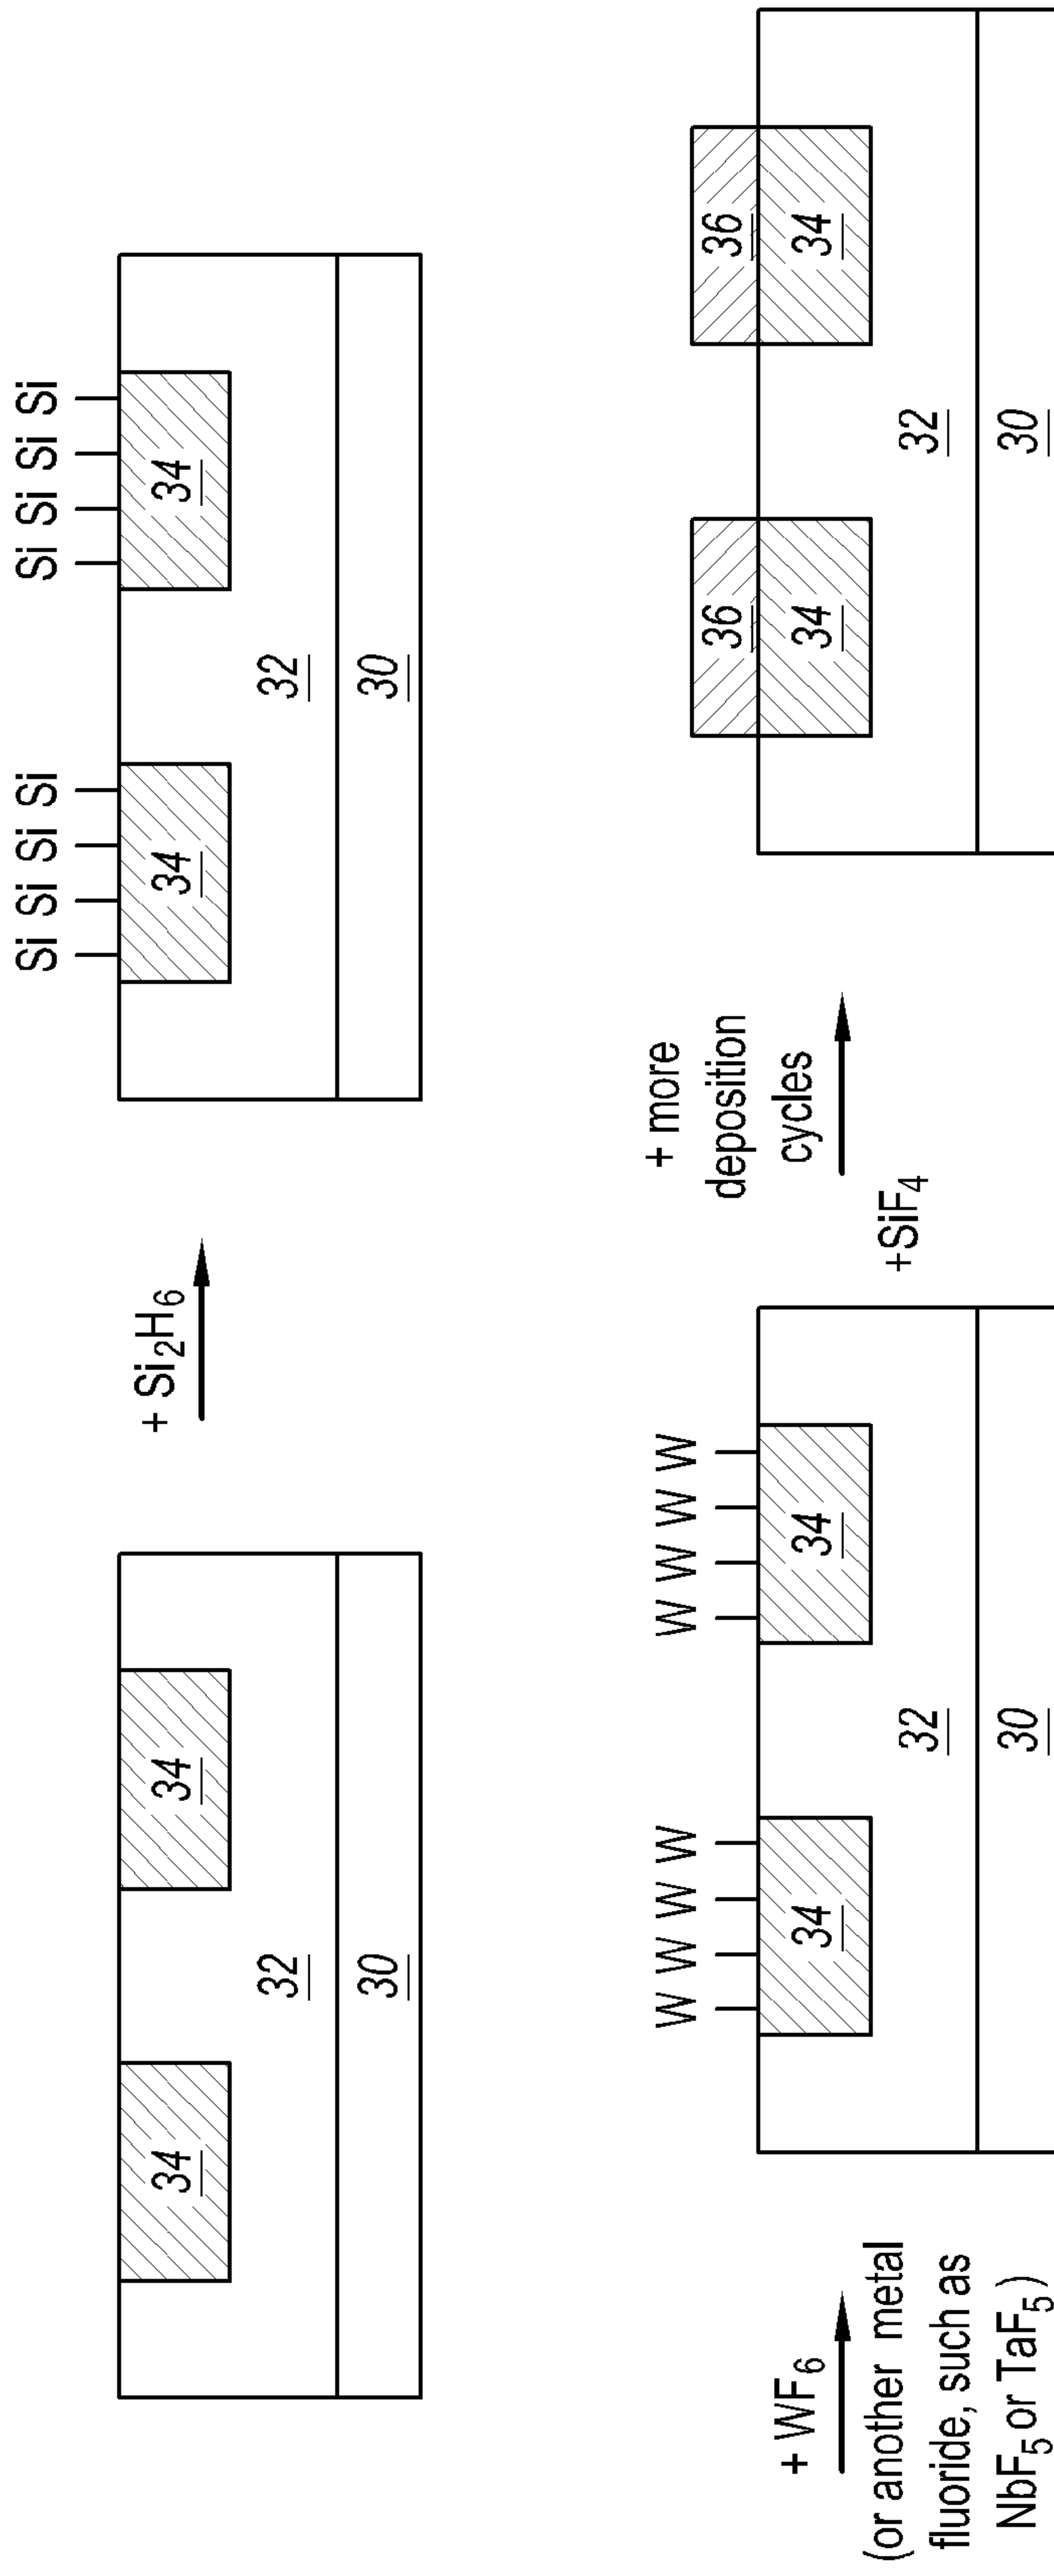 34
34
32
30
+ Si2H6
Si Si Si Si
Si Si Si Si
34
34
32
30
+ WF6
(or another metal
fluoride, such as
NbF5 or TaF5)
W W W W
W W W W
34
34
32
30
+ more
deposition
cycles
+SiF4
36
36
34
34
32
30